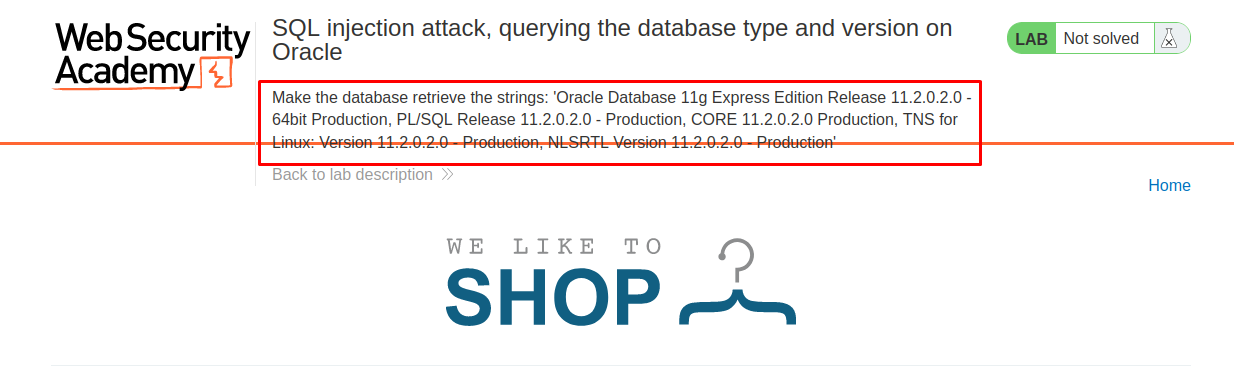 Web Security
Academy
SQL injection attack, querying the database type and version on
Oracle
LAB Not solved
Make the database retrieve the strings: 'Oracle Database 11g Express Edition Release 11.2.0.2.0 -
64bit Production, PL/SQL Release 11.2.0.2.0 - Production, CORE 11.2.0.2.0 Production, TNS for
Linux: Version 11.2.0.2.0 - Production, NLSRTL Version 11.2.0.2.0 - Production'
Back to lab description
Home
WE LIKE TO
SHOP